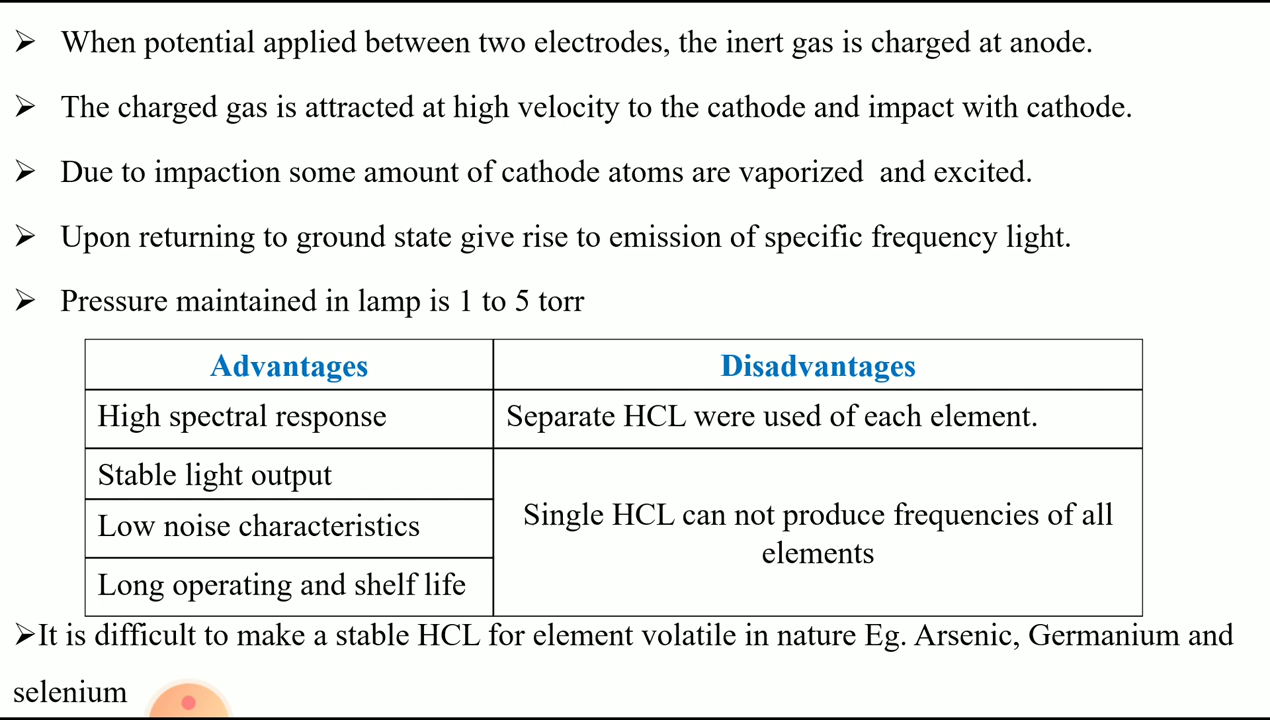 ➢ When potential applied between two electrodes, the inert gas is charged at anode.
➢ The charged gas is attracted at high velocity to the cathode and impact with cathode.
➢ Due to impaction some amount of cathode atoms are vaporized  and excited.
➢ Upon returning to ground state give rise to emission of specific frequency light.
➢ Pressure maintained in lamp is 1 to 5 torr
Advantages
Disadvantages
High spectral response
Separate HCL were used of each element.
Stable light output
Low noise characteristics
Long operating and shelf life
Single HCL can not produce frequencies of all
elements
➢It is difficult to make a stable HCL for element volatile in nature Eg. Arsenic, Germanium and
selenium